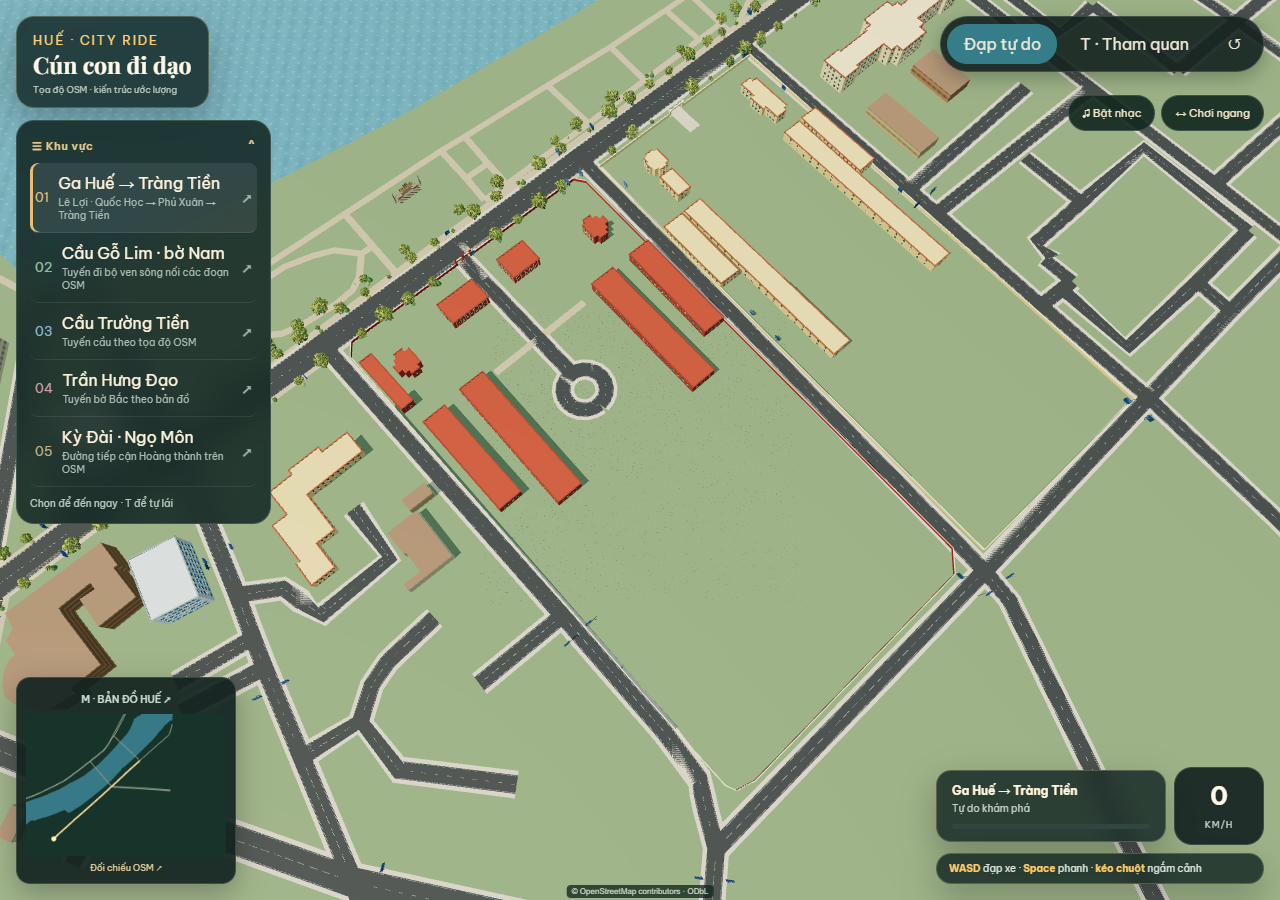 HUẾ · CITY RIDE
Cún con đi dạo
Tọa độ OSM · kiến trúc ước lượng
☰ Khu vực
^
01 Ga Huế → Tràng Tiền ↗
Lê Lợi · Quốc Học → Phú Xuân →
Tràng Tiền
02 Cầu Gỗ Lim · bờ Nam ↗
Tuyến đi bộ ven sông nối các đoạn
OSM
03 Cầu Trường Tiền ↗
Tuyến cầu theo tọa độ OSM
04 Trần Hưng Đạo ↗
Tuyến bờ Bắc theo bản đồ
05 Kỳ Đài · Ngọ Môn ↗
Đường tiếp cận Hoàng thành trên
OSM
Chọn để đến ngay · T để tự lái
Đạp tự do
T · Tham quan
↺
♫ Bật nhạc
↔ Chơi ngang
M · BẢN ĐỒ HUẾ ↗
Đối chiếu OSM ↗
Ga Huế → Tràng Tiền
Tự do khám phá
0
KM/H
WASD đạp xe · Space phanh · kéo chuột ngắm cảnh
© OpenStreetMap contributors · ODbL